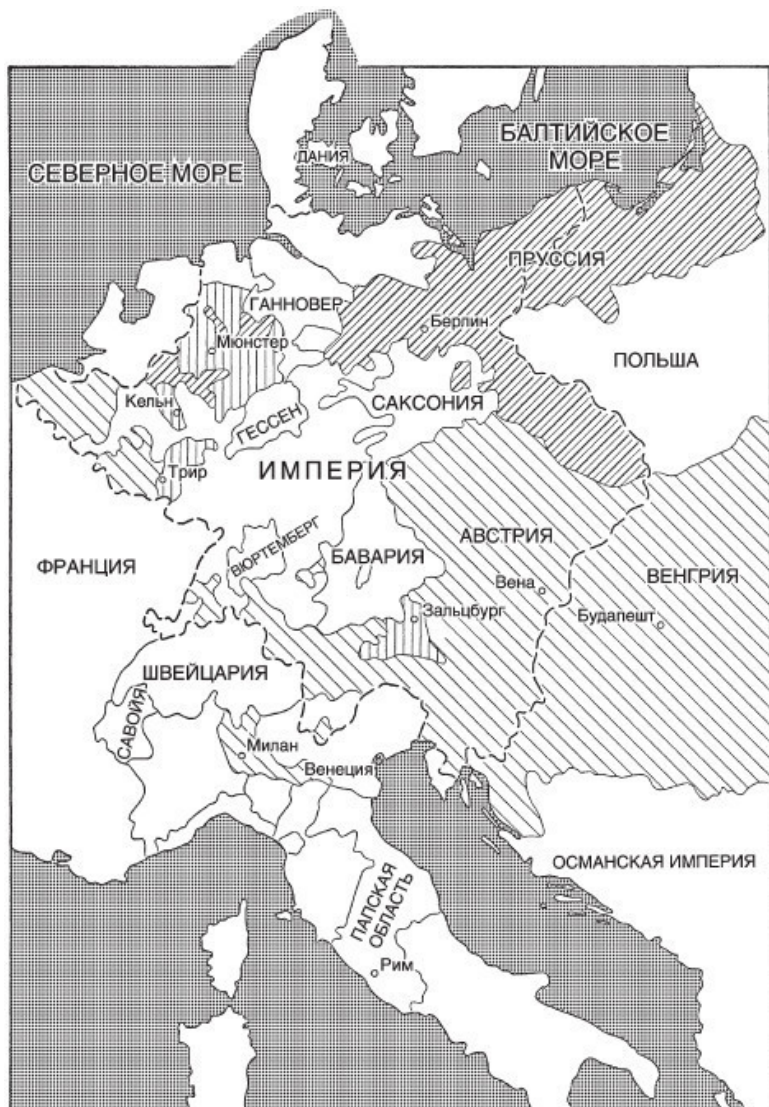 ДАНИЯ
БАЛТИЙСКОЕ
МОРЕ
СЕВЕРНОЕ МОРЕ
ПРУССИЯ
ГАННОВЕР
Берлин
Мюнстер
ПОЛЬША
Кельн
ГЕССЕН
САКСОНИЯ
Трир
ИМПЕРИЯ
ФРАНЦИЯ
ВЮРТЕМБЕРГ
БАВАРИЯ
АВСТРИЯ
ВЕНГРИЯ
Вена
Зальцбург
Будапешт
ШВЕЙЦАРИЯ
САВОЙЯ
Милан
Венеция
ОСМАНСКАЯ ИМПЕРИЯ
ПАПСКАЯ
ОБЛАСТЬ
Рим